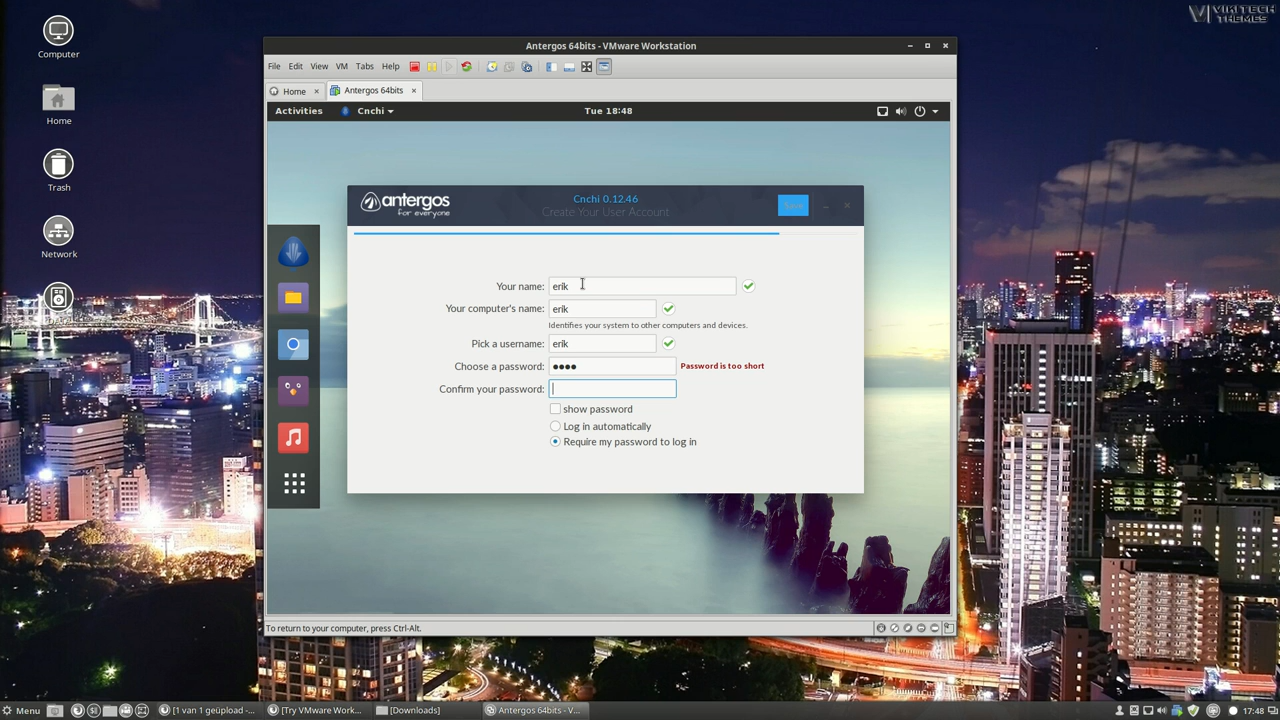 VIKITECH
THEMES
Computer
Home
Trash
Network
Antergos 64bits - VMware Workstation
File Edit View VM Tabs Help
Home Antergos 64bits
Activities Cnchi Tue 18:48
antergos
for everyone
Cnchi 0.12.46
Create Your User Account
Save
Your name: erik
Your computer's name: erik
Identifies your system to other computers and devices.
Pick a username: erik
Choose a password: ●●●● Password is too short
Confirm your password:
show password
Log in automatically
Require my password to log in
To return to your computer, press Ctrl-Alt.
Menu [1 van 1 geüpload -... [Try VMware Work... [Downloads] Antergos 64bits - V... 17:48